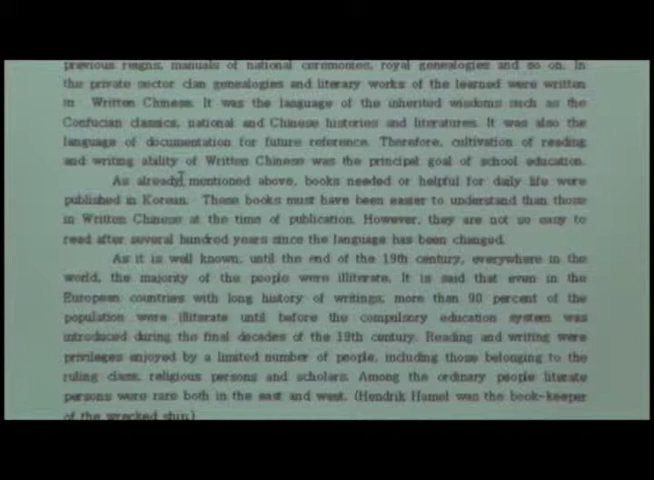 previous reigns, manuals of national ceremonies, royal genealogies and so on. In
the private sector clan genealogies and literary works of the learned were written
in Written Chinese. It was the language of the inherited wisdoms such as the
Confucian classics, national and Chinese histories and literatures. It was also the
language of documentation for future reference. Therefore, cultivation of reading
and writing ability of Written Chinese was the principal goal of school education.
As already mentioned above, books needed or helpful for daily life were
published in Korean. Those books must have been easier to understand than those
in Written Chinese at the time of publication. However, they are not so easy to
read after several hundred years since the language has been changed.
As it is well known, until the end of the 19th century, everywhere in the
world, the majority of the people were illiterate. It is said that even in the
European countries with long history of writings, more than 90 percent of the
population were illiterate until before the compulsory education system was
introduced during the final decades of the 19th century. Reading and writing were
privileges enjoyed by a limited number of people, including those belonging to the
ruling class, religious persons and scholars. Among the ordinary people literate
persons were rare both in the east and west. (Hendrik Hamel was the book-keeper
of the wrecked ship.)